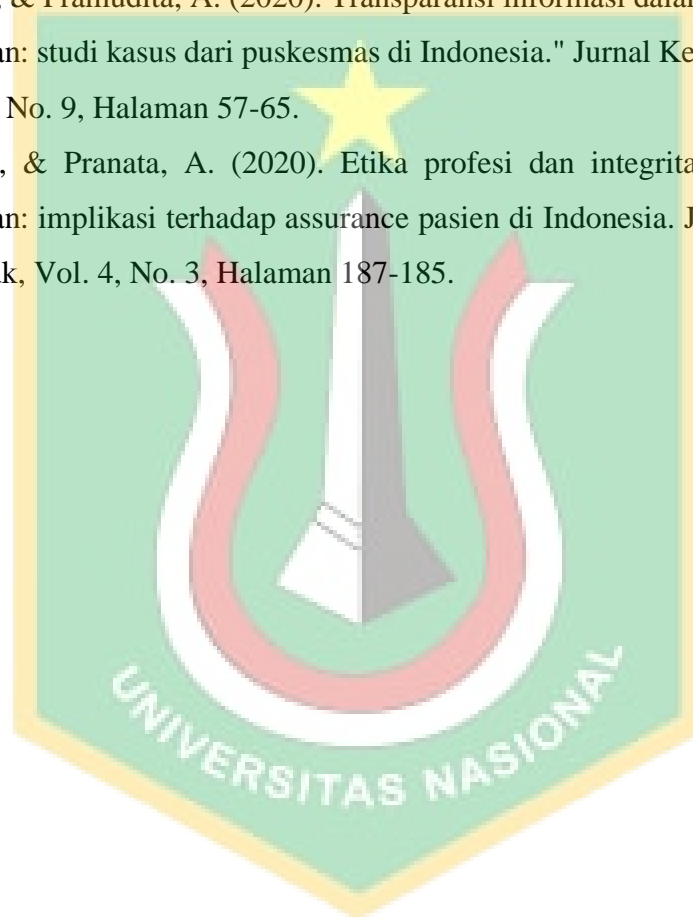 , & Pramudita, A. (2020). Transparansi informasi dalam
an: studi kasus dari puskesmas di Indonesia." Jurnal Ke
No. 9, Halaman 57-65.
, & Pranata, A. (2020). Etika profesi dan integrita
an: implikasi terhadap assurance pasien di Indonesia. J
k, Vol. 4, No. 3, Halaman 187-185.
UNIVERSITAS NASIONAL